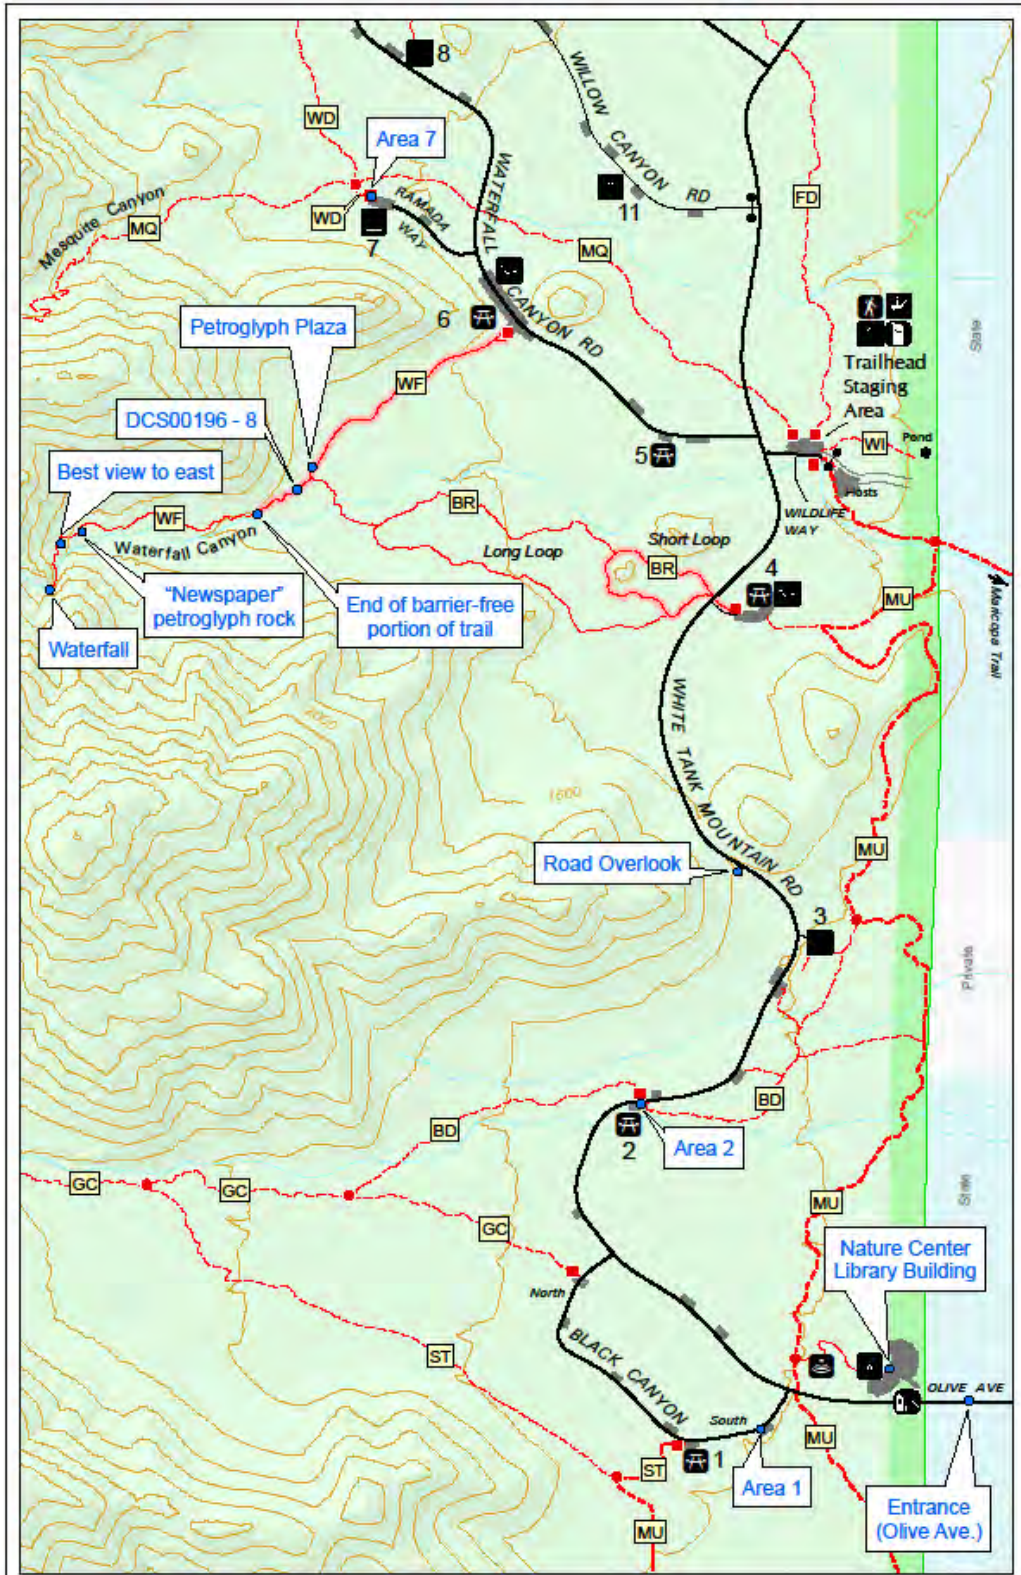 8
WILLOW CANYON RD
WD
Area 7
WATERFALL CANYON RD
11
FD
Mesquite Canyon
MQ
WD
RAMADA WAY
7
MQ
State
Petroglyph Plaza
6
Trailhead
Staging
Area
WF
DCS00196 - 8
5
WI
Pond
Best view to east
Hosts
WF
BR
WILDLIFE
WAY
Waterfall Canyon
Long Loop
Short Loop
BR
4
"Newspaper"
petroglyph rock
End of barrier-free
portion of trail
MU
Maricopa Trail
Waterfall
WHITE TANK MOUNTAIN RD
1600
MU
Road Overlook
3
Private
BD
BD
2
Area 2
GC
GC
State
MU
GC
Nature Center
Library Building
North
BLACK CANYON
ST
OLIVE AVE
South
MU
1
ST
Area 1
Entrance
(Olive Ave.)
MU